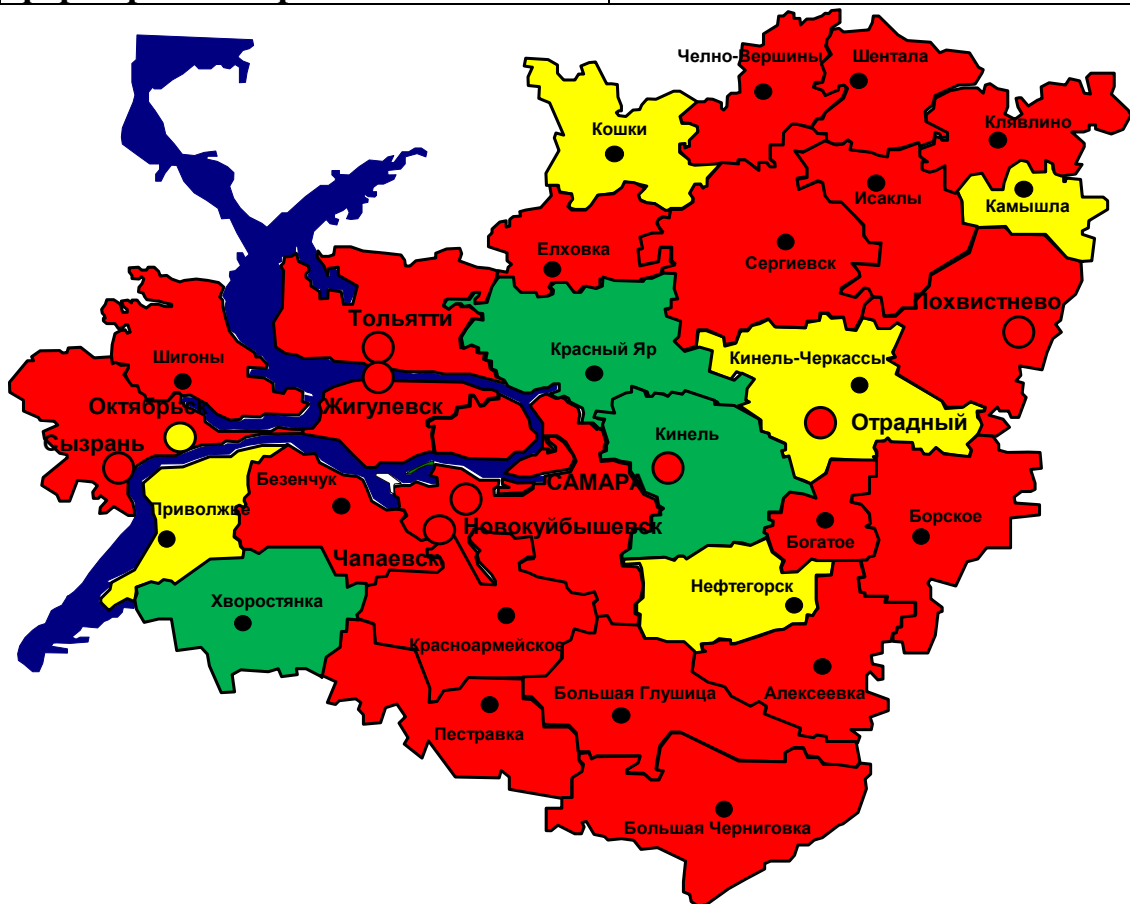 Челно-Вершины
Шентала
Кошки
Клявлино
Исаклы
Камышла
Елховка
Сергиевск
Похвистнево
Тольятти
Красный Яр
Кинель-Черкассы
Шигоны
Октябрьск
Жигулевск
Отрадный
Сызрань
Кинель
Безенчук
САМАРА
Приволжье
Новокуйбышевск
Борское
Богатое
Чапаевск
Нефтегорск
Хворостянка
Красноармейское
Большая Глушица
Алексеевка
Пестравка
Большая Черниговка